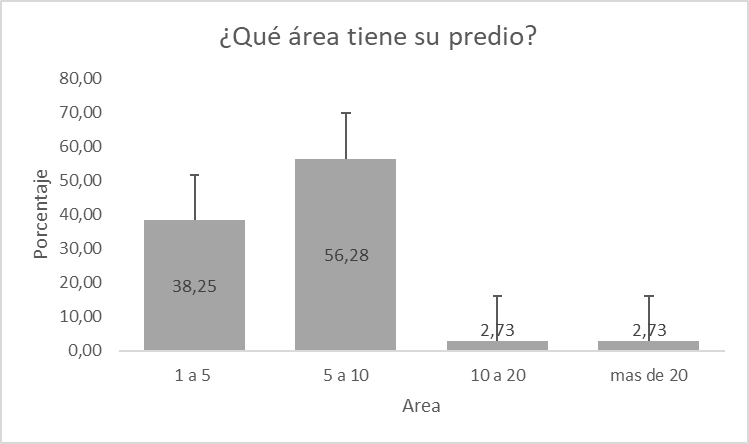 ¿Qué área tiene su predio?
80,00
70,00
60,00
50,00
40,00
30,00
20,00
10,00
0,00
Porcentaje
38,25
56,28
2,73
2,73
1 a 5
5 a 10
10 a 20
mas de 20
Area